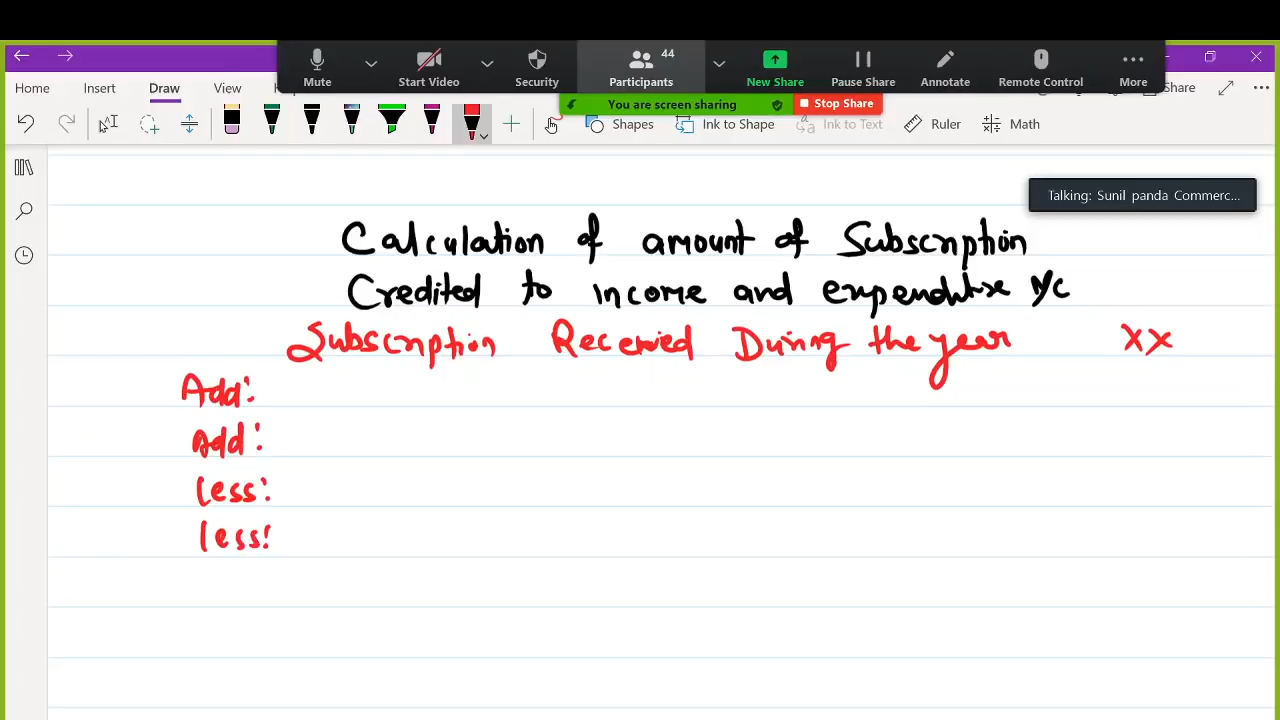 44
Mute
Start Video
Security
Participants
New Share
Pause Share
Annotate
Remote Control
More
You are screen sharing
Stop Share
Home
Insert
Draw
View
Share
Shapes
Ink to Shape
Ink to Text
Ruler
Math
Talking: Sunil panda Commerc...
Calculation of amount of Subscription
Credited to income and expenditure A/C
Subscription Received During the year XX
Add:
Add:
less:
less: